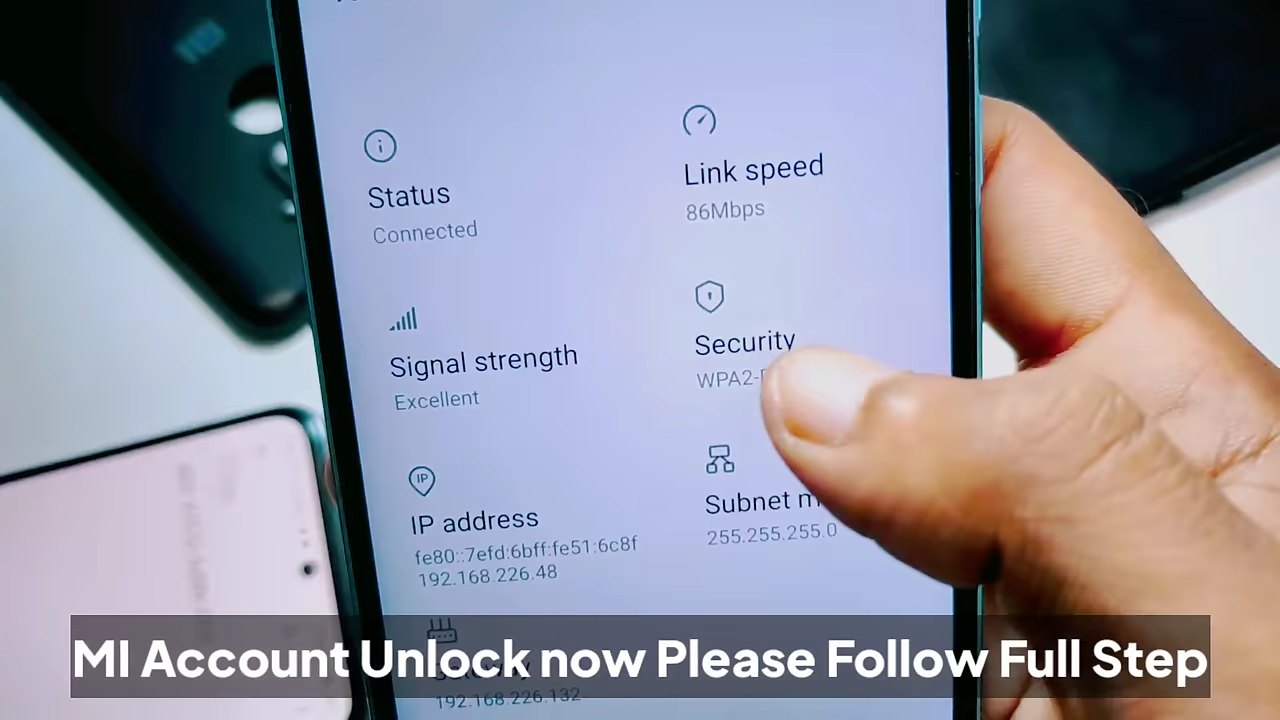 Status
Connected
Link speed
86Mbps
Signal strength
Excellent
Security
WPA2-
IP address
fe80::7efd:6bff:fe51:6c8f
192.168.226.48
Subnet m
255.255.255.0
192.168.226.132
MI Account Unlock now Please Follow Full Step